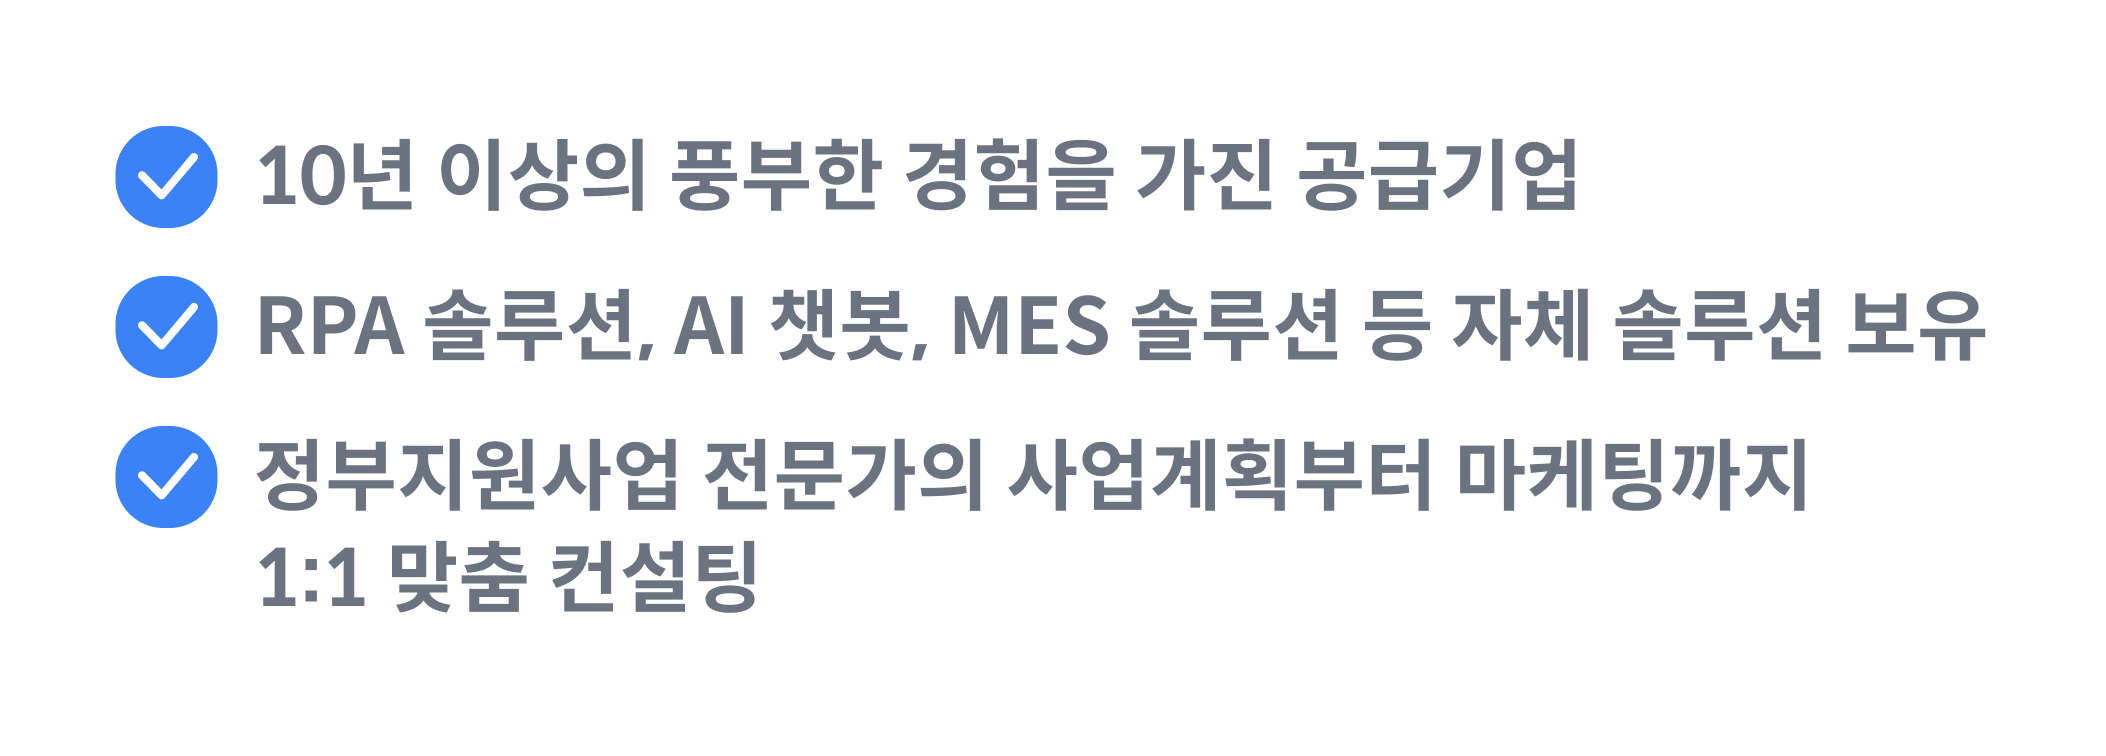 10년 이상의 풍부한 경험을 가진 공급기업
RPA 솔루션, AI 챗봇, MES 솔루션 등 자체 솔루션 보유
정부지원사업 전문가의 사업계획부터 마케팅까지
1:1 맞춤 컨설팅